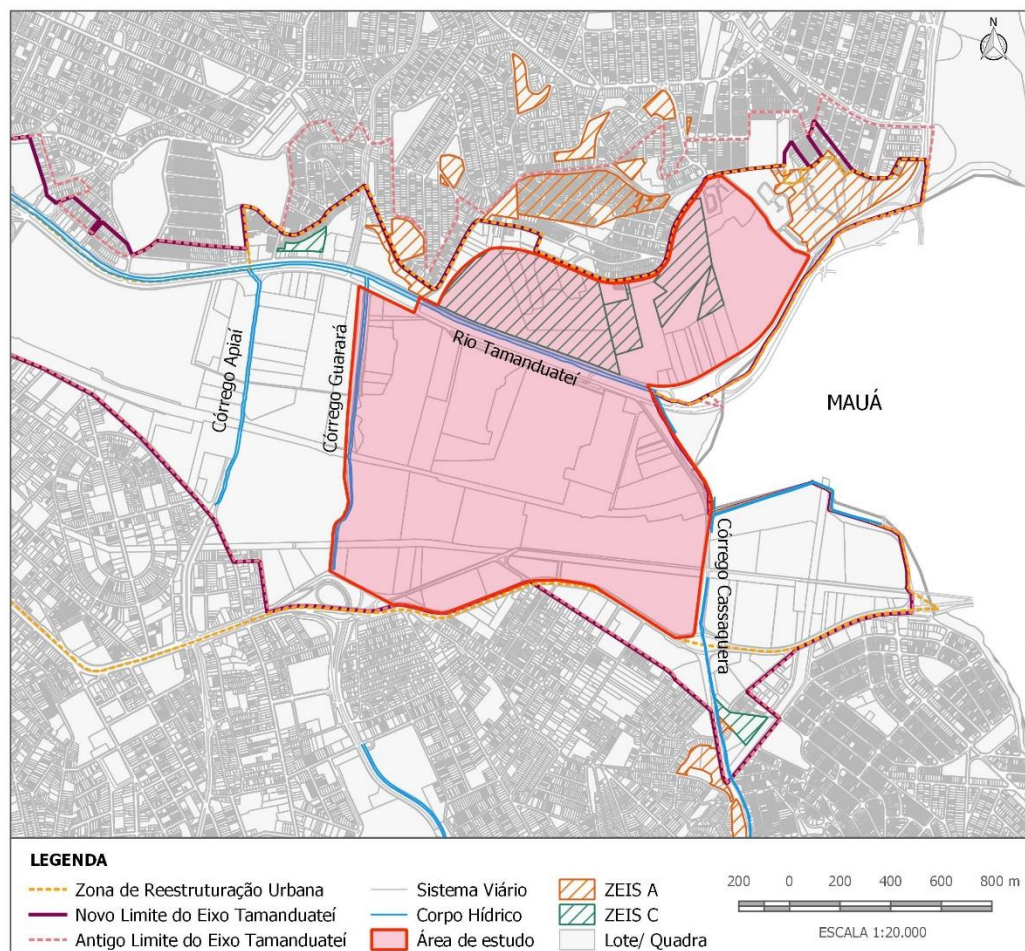 N
Córrego Apiaí
Córrego Guarará
Rio Tamanduateí
MAUÁ
Córrego Cassaquera
LEGENDA
Zona de Reestruturação Urbana
Novo Limite do Eixo Tamanduateí
Antigo Limite do Eixo Tamanduateí
Sistema Viário
Corpo Hídrico
Área de estudo
ZEIS A
ZEIS C
Lote/ Quadra
200 0 200 400 600 800 m
ESCALA 1:20.000